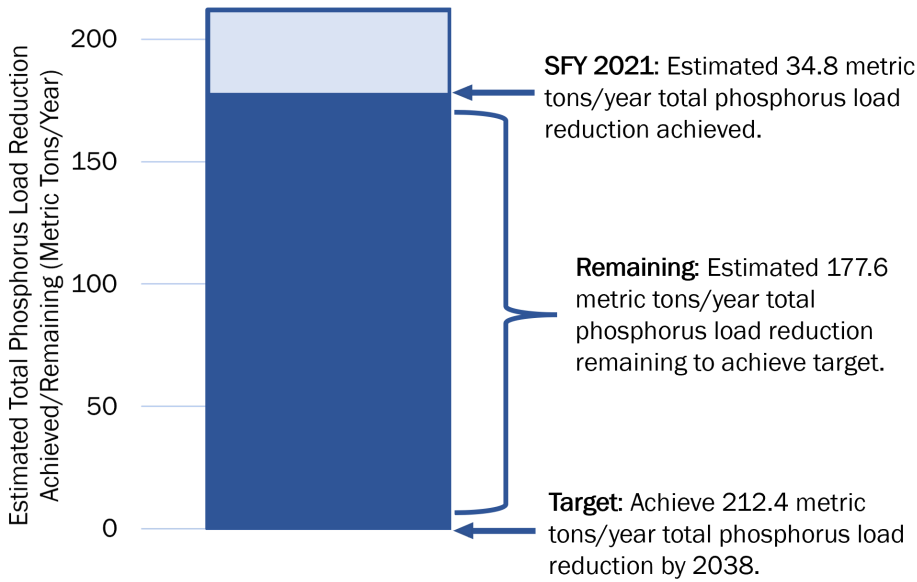 Estimated Total Phosphorus Load Reduction
Achieved/Remaining (Metric Tons/Year)
200
150
100
50
0
SFY 2021: Estimated 34.8 metric
tons/year total phosphorus load
reduction achieved.
Remaining: Estimated 177.6
metric tons/year total
phosphorus load reduction
remaining to achieve target.
Target: Achieve 212.4 metric
tons/year total phosphorus load
reduction by 2038.